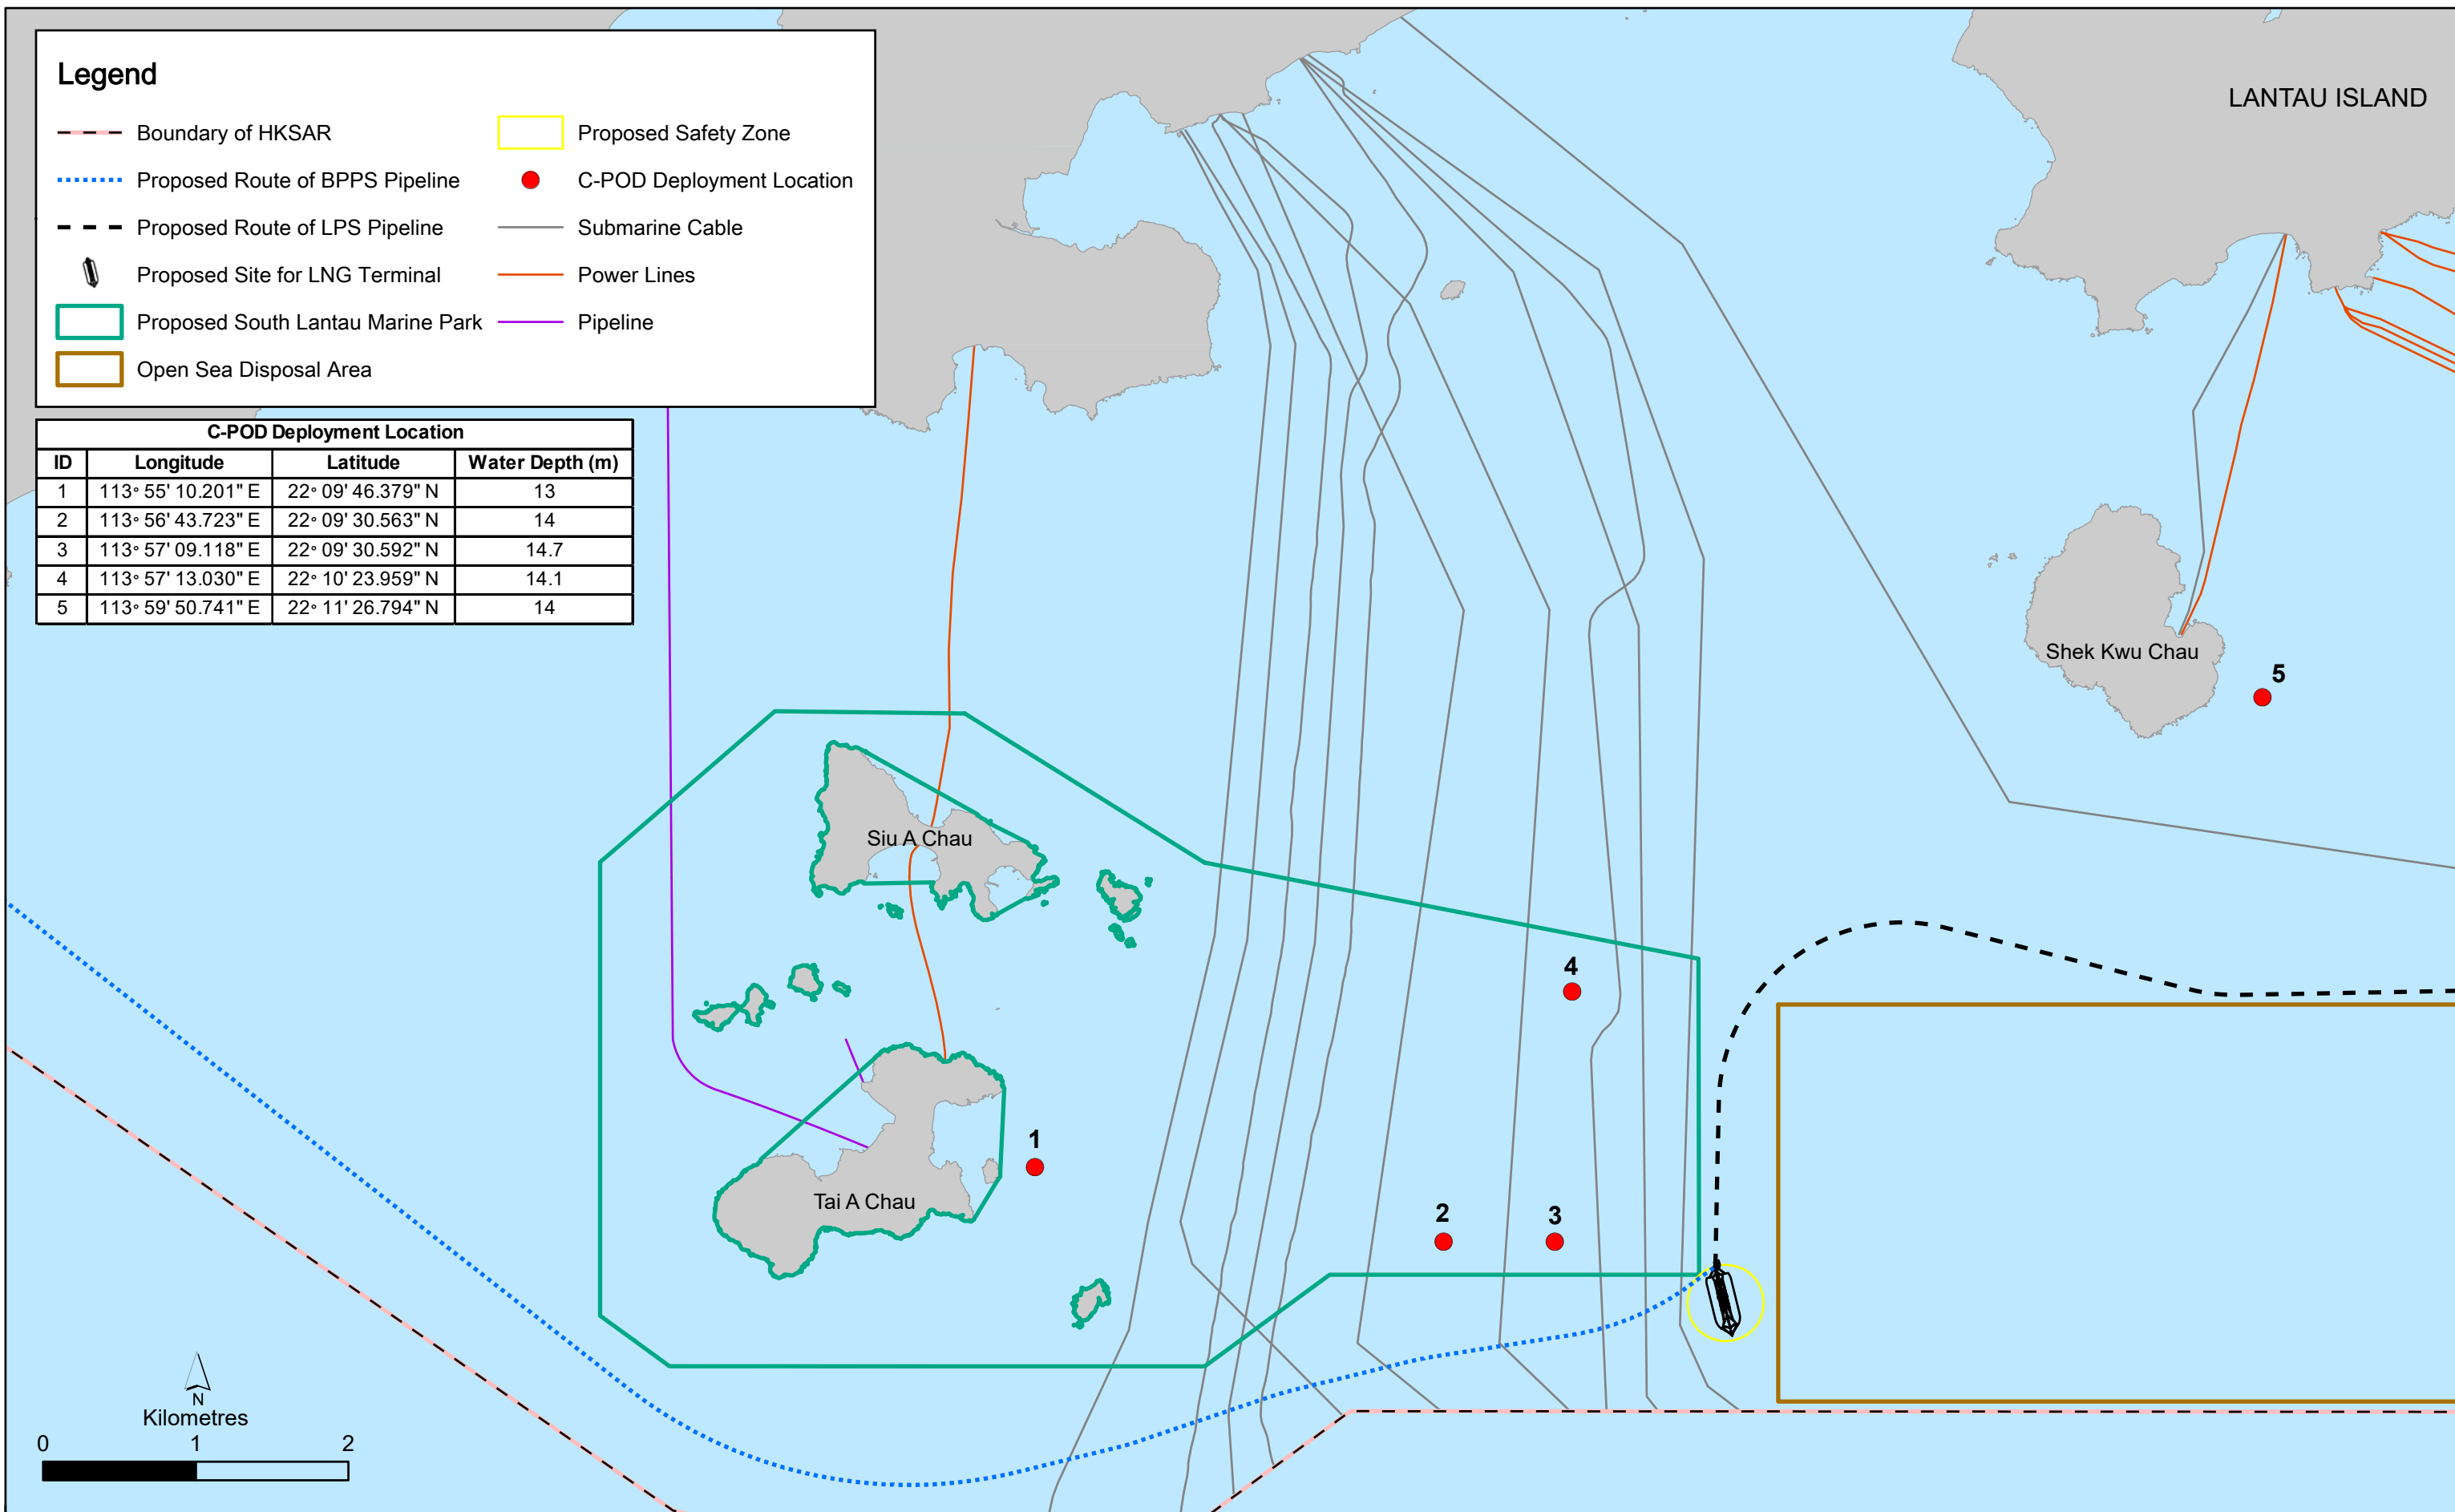 Legend
Boundary of HKSAR
Proposed Route of BPPS Pipeline
Proposed Route of LPS Pipeline
Proposed Site for LNG Terminal
Proposed South Lantau Marine Park
Open Sea Disposal Area
Proposed Safety Zone
C-POD Deployment Location
Submarine Cable
Power Lines
Pipeline
C-POD Deployment Location
ID Longitude Latitude Water Depth (m)
1 113° 55' 10.201" E 22° 09' 46.379" N 13
2 113° 56' 43.723" E 22° 09' 30.563" N 14
3 113° 57' 09.118" E 22° 09' 30.592" N 14.7
4 113° 57' 13.030" E 22° 10' 23.959" N 14.1
5 113° 59' 50.741" E 22° 11' 26.794" N 14
LANTAU ISLAND
Shek Kwu Chau
5
Siu A Chau
4
1
Tai A Chau
2
3
N
Kilometres
0 1 2